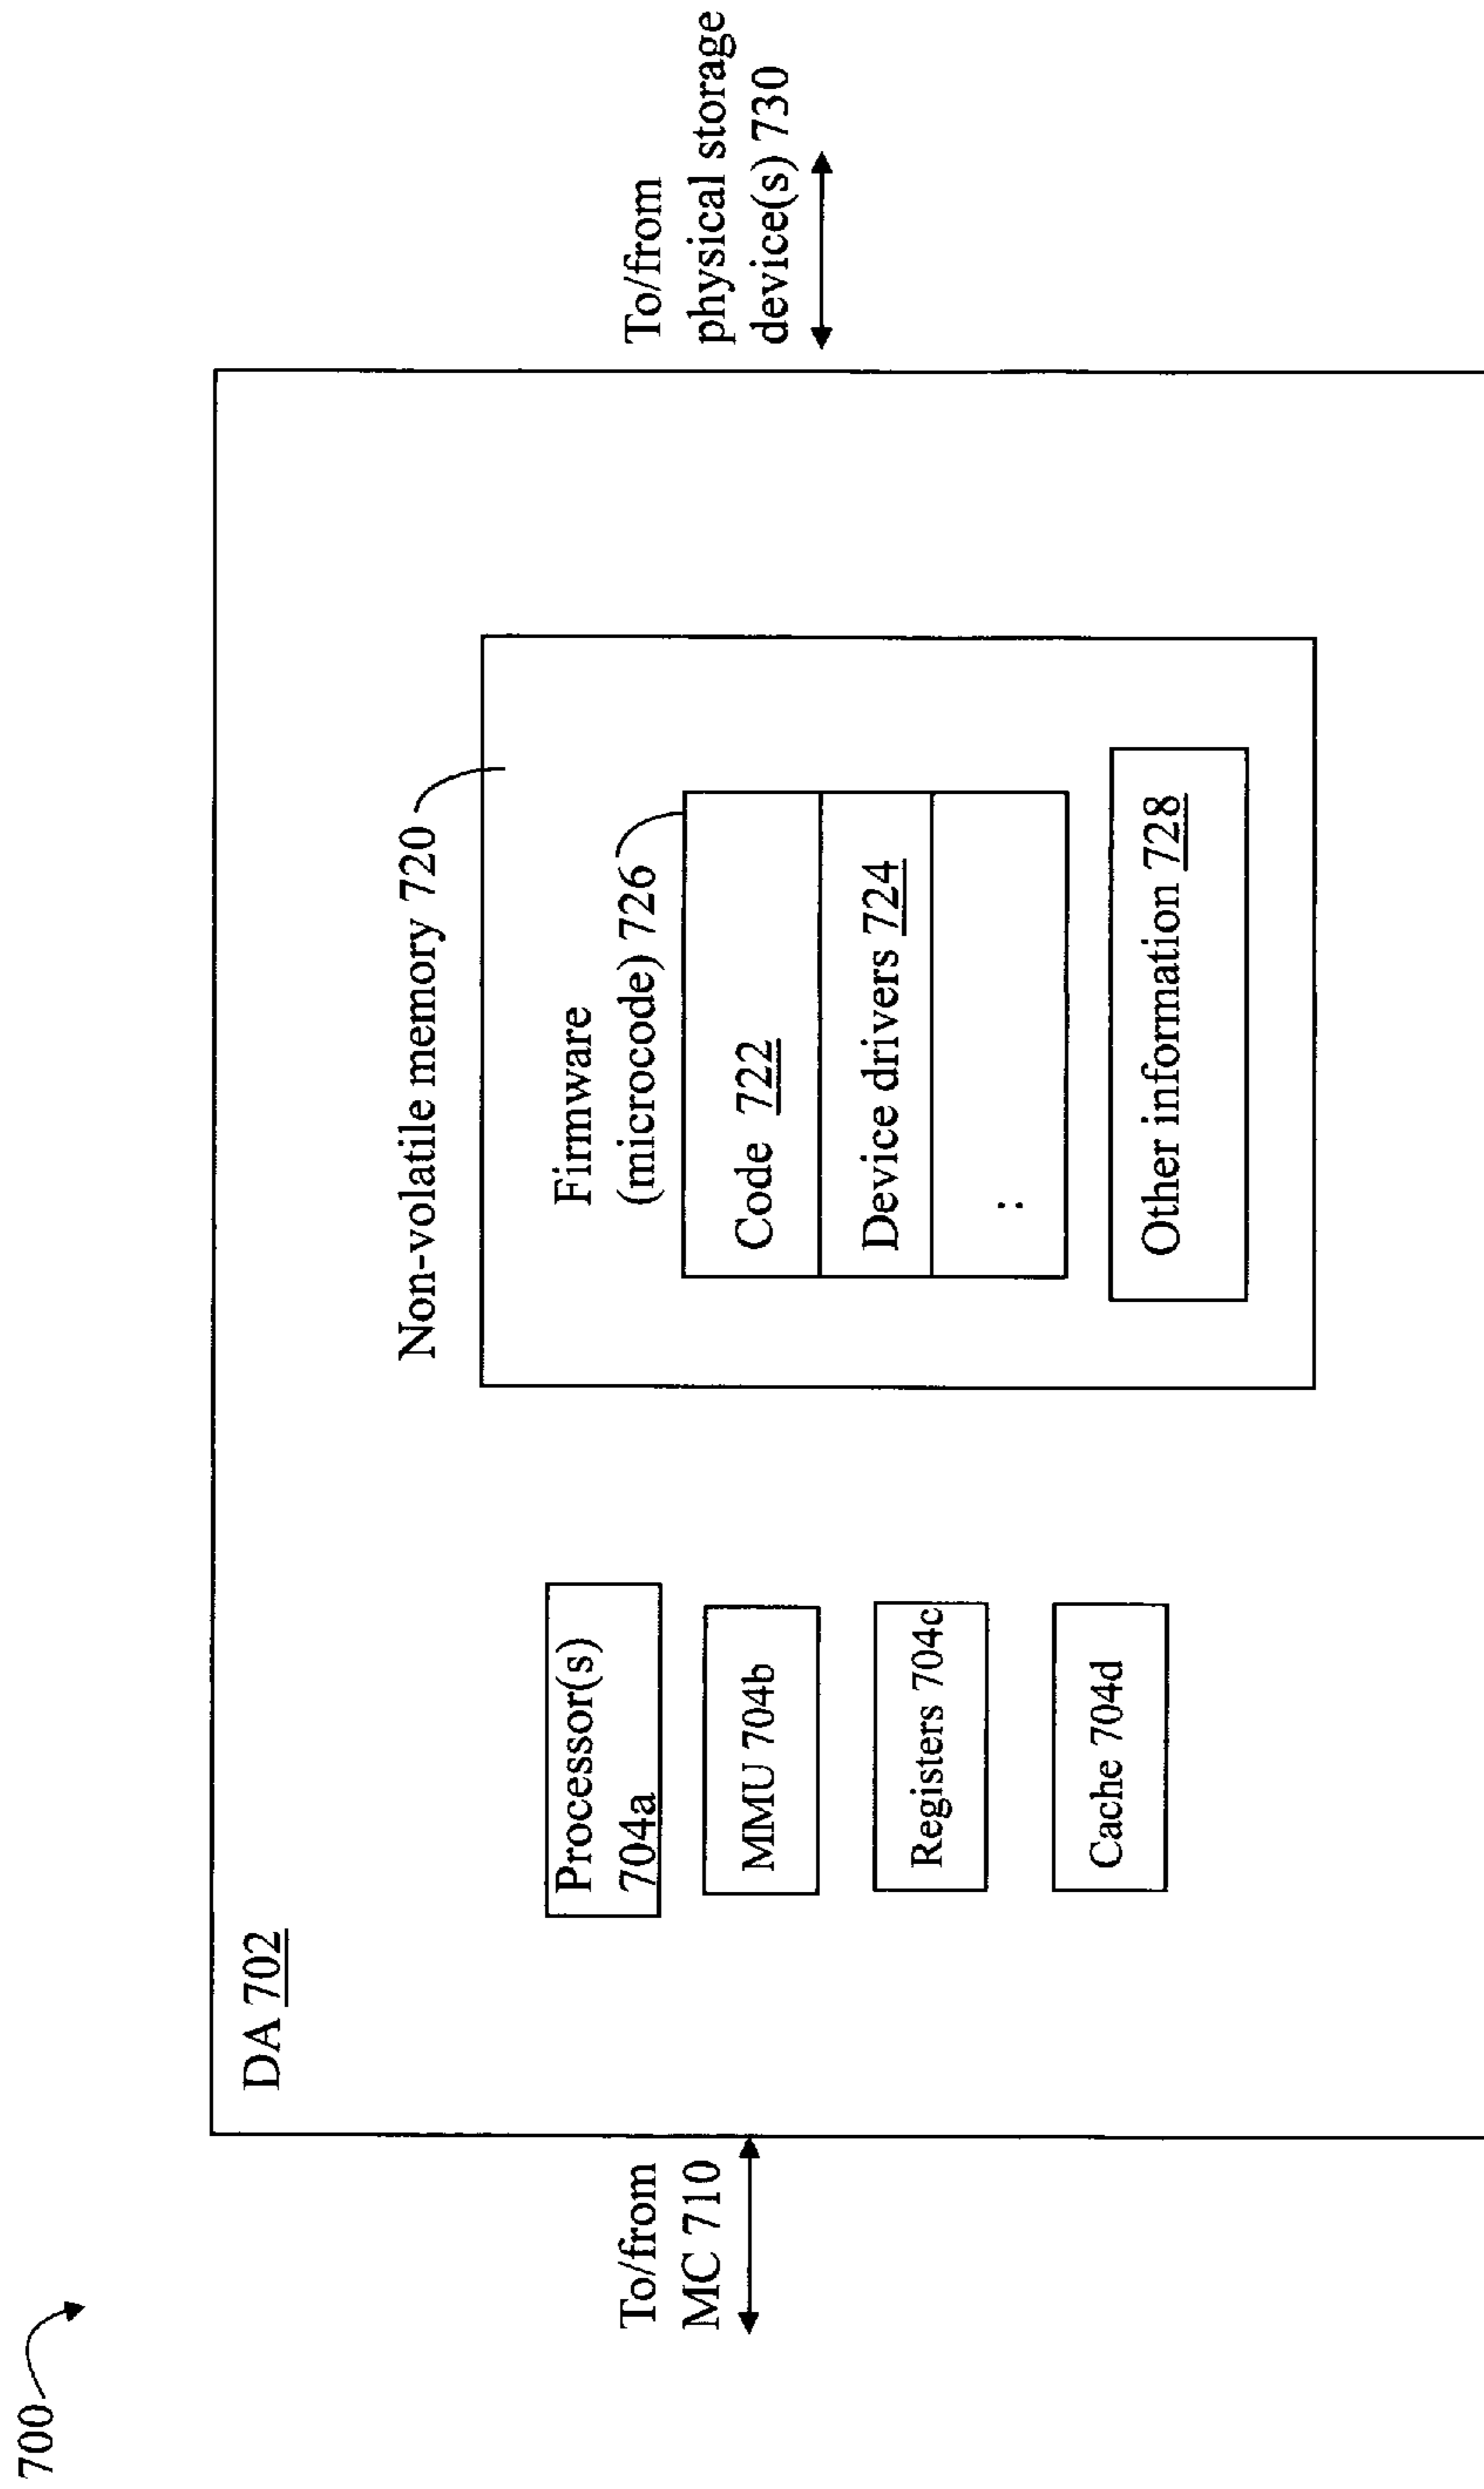 700
DA 702
To/from
MC 710
Processor(s)
704a
MMU 704b
Registers 704c
Cache 704d
Non-volatile memory 720
Firmware
(microcode) 726
Code 722
Device drivers 724
:
Other information 728
To/from
physical storage
device(s) 730